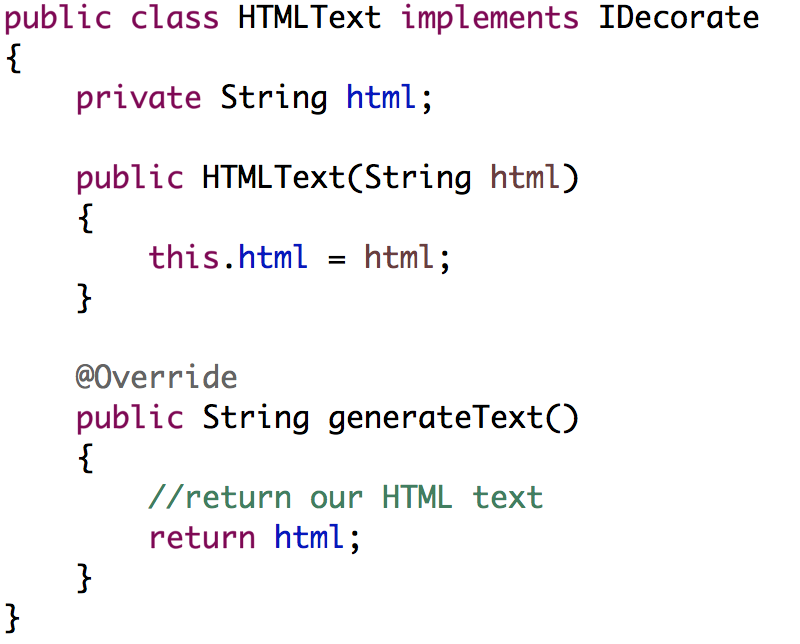 public class HTMLText implements IDecorate
{
    private String html;

    public HTMLText(String html)
    {
        this.html = html;
    }

    @Override
    public String generateText()
    {
        //return our HTML text
        return html;
    }
}